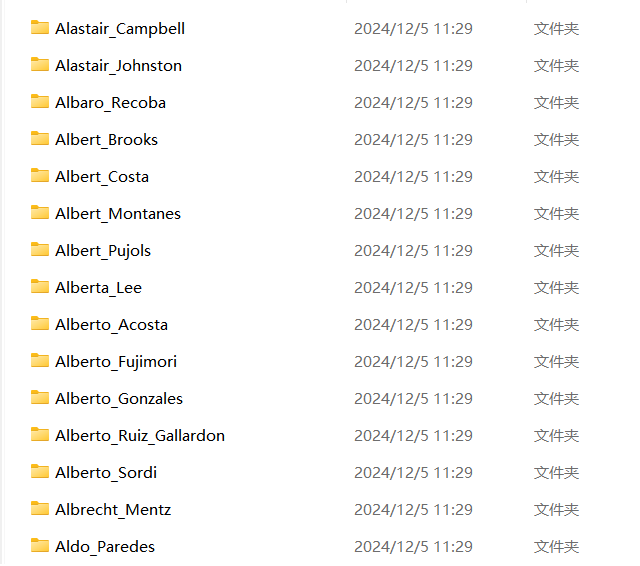 Alastair_Campbell 2024/12/5 11:29 文件夹
Alastair_Johnston 2024/12/5 11:29 文件夹
Albaro_Recoba 2024/12/5 11:29 文件夹
Albert_Brooks 2024/12/5 11:29 文件夹
Albert_Costa 2024/12/5 11:29 文件夹
Albert_Montanes 2024/12/5 11:29 文件夹
Albert_Pujols 2024/12/5 11:29 文件夹
Alberta_Lee 2024/12/5 11:29 文件夹
Alberto_Acosta 2024/12/5 11:29 文件夹
Alberto_Fujimori 2024/12/5 11:29 文件夹
Alberto_Gonzales 2024/12/5 11:29 文件夹
Alberto_Ruiz_Gallardon 2024/12/5 11:29 文件夹
Alberto_Sordi 2024/12/5 11:29 文件夹
Albrecht_Mentz 2024/12/5 11:29 文件夹
Aldo_Paredes 2024/12/5 11:29 文件夹